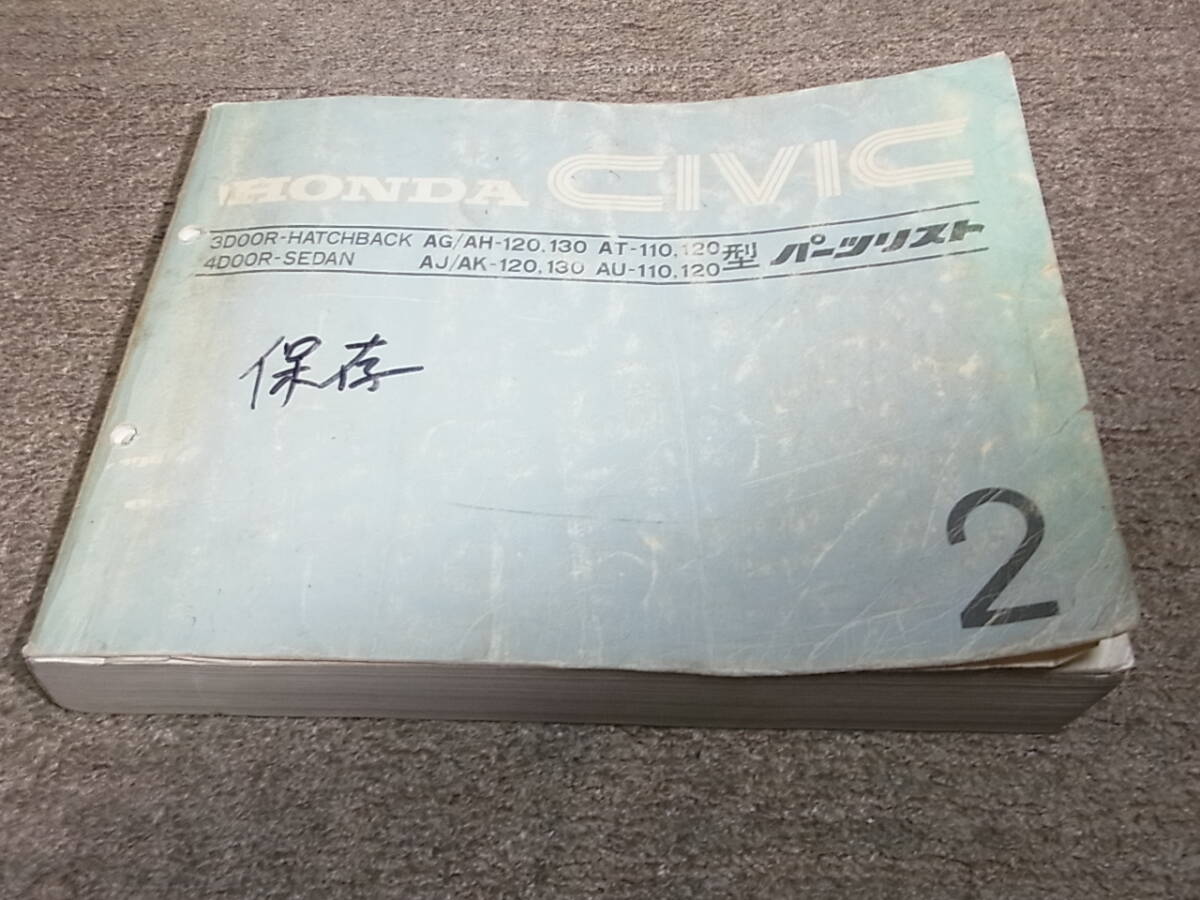 HONDA CIVIC
3DOOR-HATCHBACK AG/AH-120,130 AT-110,120型 パーツリスト
4DOOR-SEDAN AJ/AK-120,130 AU-110,120
保存
2